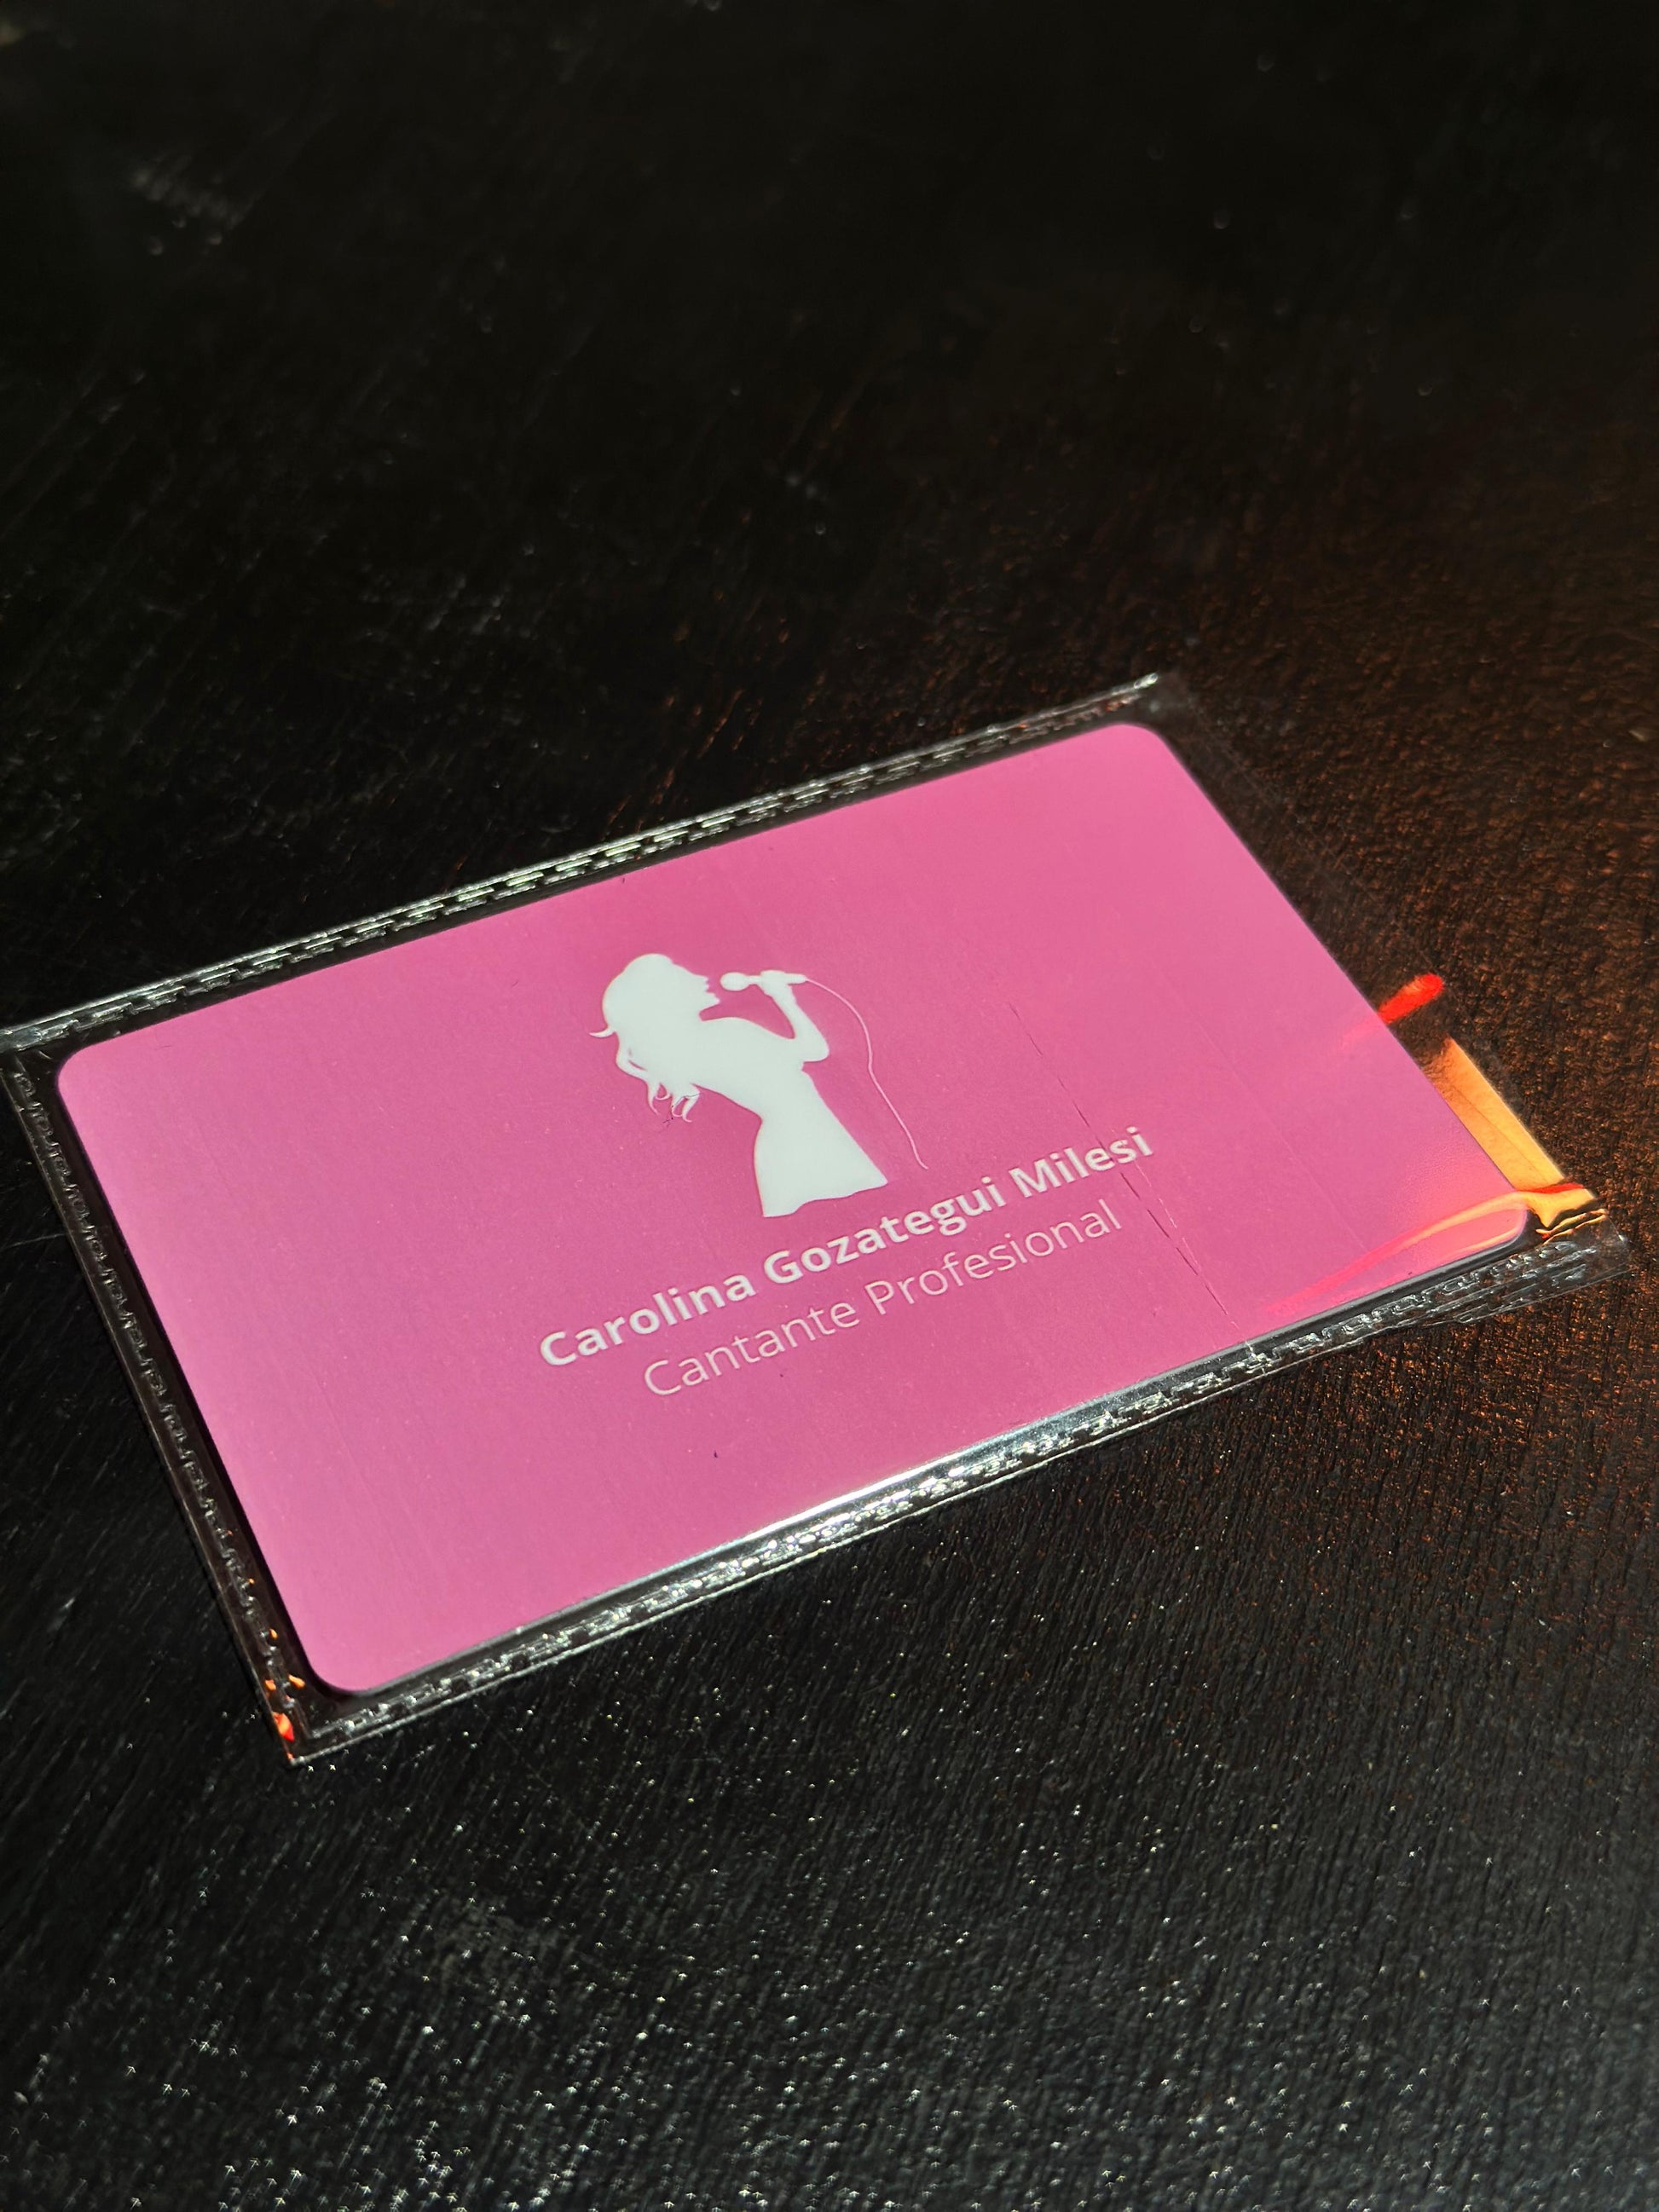 Carolina Gozategui Milesi
Cantante Profesional